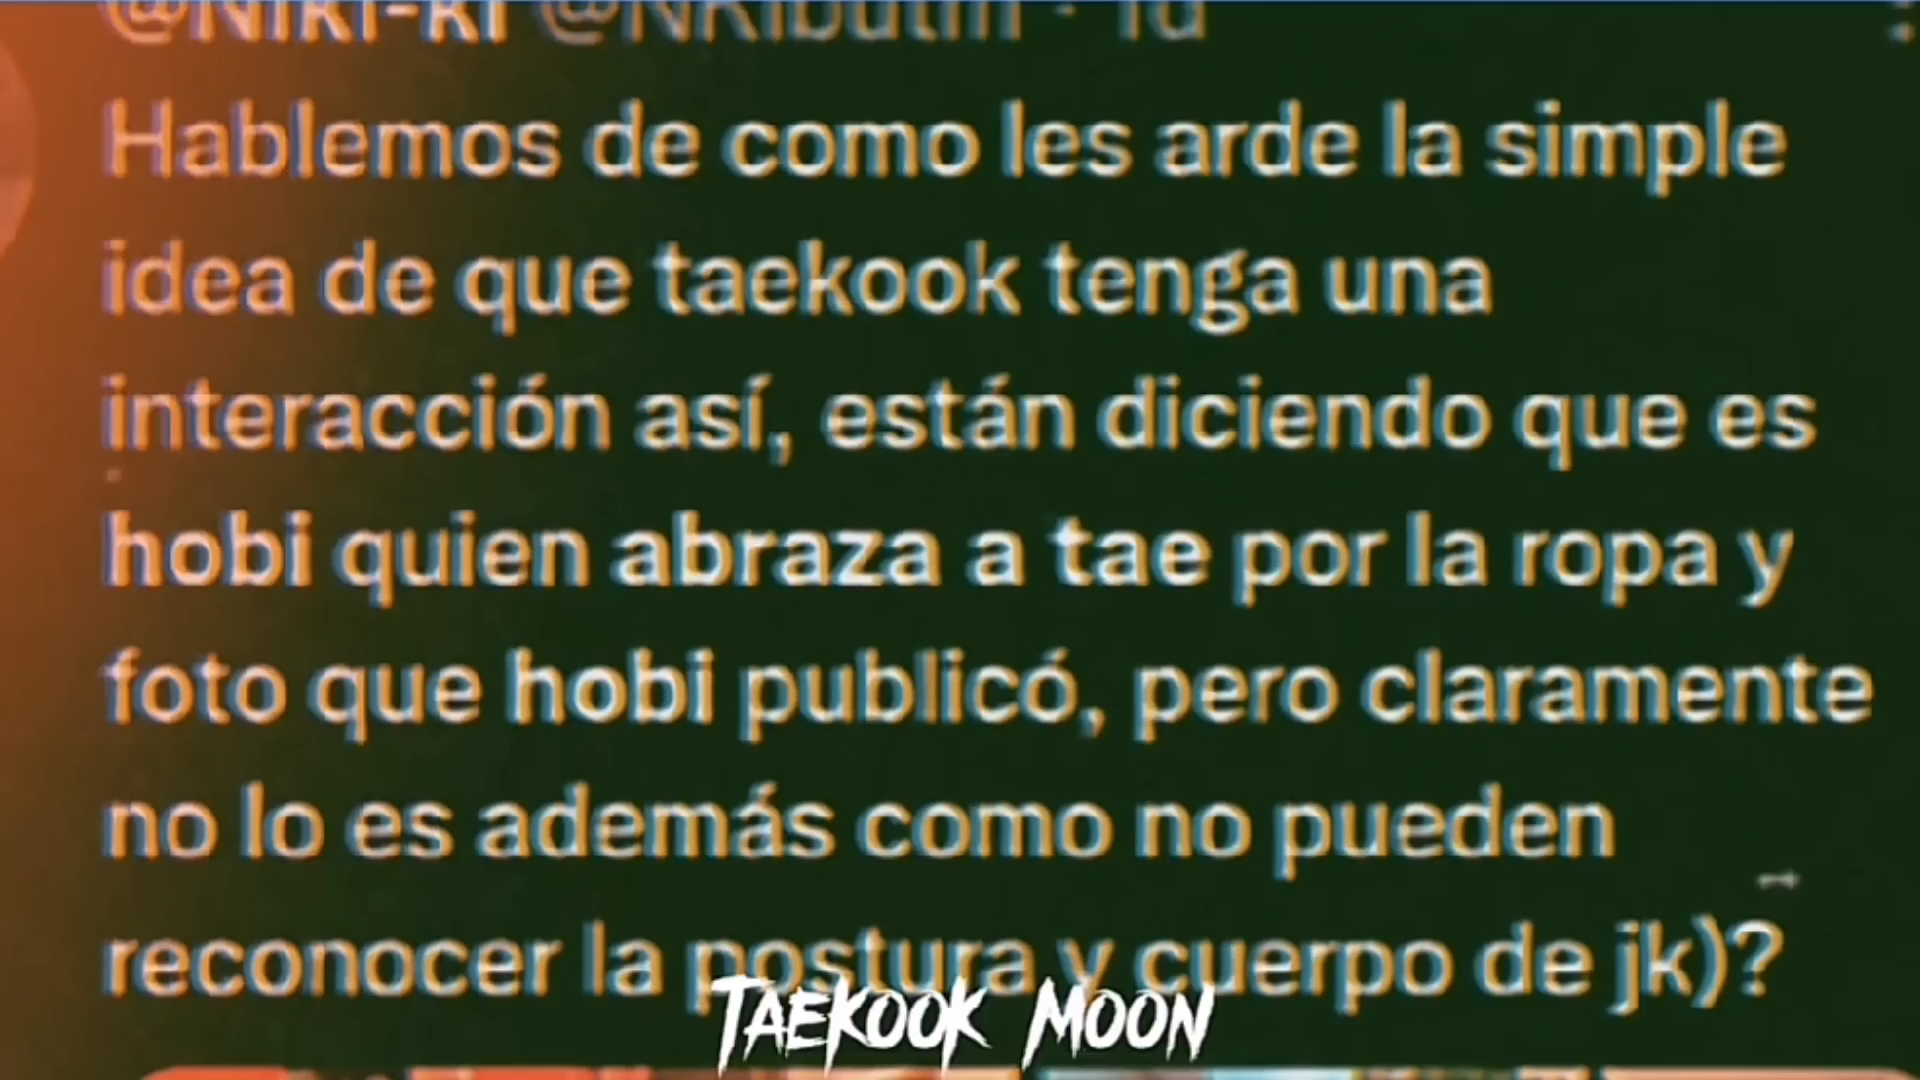 @Niki-ki
Hablemos de como les arde la simple
idea de que taekook tenga una
interacción así, están diciendo que es
hobi quien abraza a tae por la ropa y
foto que hobi publicó, pero claramente
no lo es además como no pueden
reconocer la postura y cuerpo de jk)?
TAEKOOK MOON